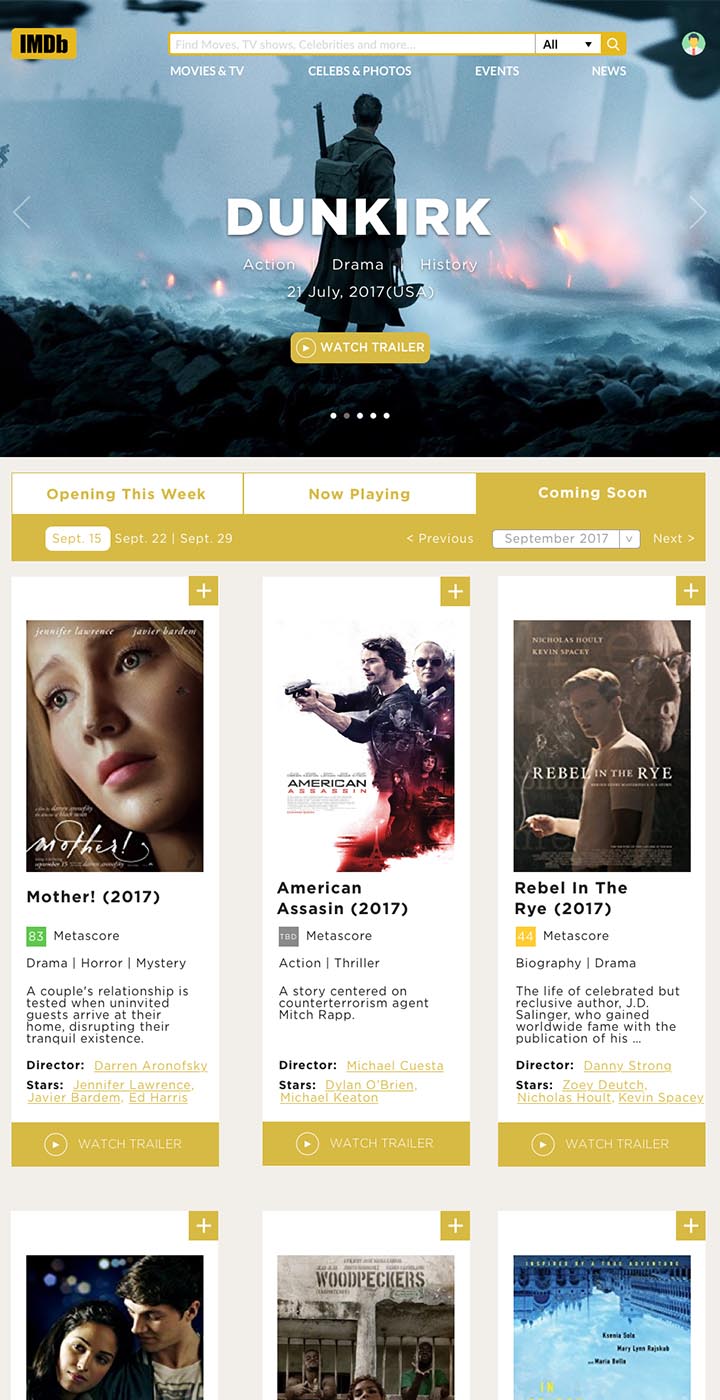 IMDb
Find Moves, TV shows, Celebrities and more...
All
MOVIES & TV
CELEBS & PHOTOS
EVENTS
NEWS
DUNKIRK
Action | Drama | History
21 July, 2017(USA)
WATCH TRAILER
Opening This Week
Now Playing
Coming Soon
Sept. 15
Sept. 22 | Sept. 29
< Previous
September 2017
v
Next >
+
jennifer lawrence javier bardem
a film by darren aronofsky
mother!
september 15
Mother! (2017)
83 Metascore
Drama | Horror | Mystery
A couple's relationship is
tested when uninvited
guests arrive at their
home, disrupting their
tranquil existence.
Director: Darren Aronofsky
Stars: Jennifer Lawrence,
Javier Bardem, Ed Harris
WATCH TRAILER
+
AMERICAN
ASSASSIN
American
Assasin (2017)
TBD Metascore
Action | Thriller
A story centered on
counterterrorism agent
Mitch Rapp.
Director: Michael Cuesta
Stars: Dylan O'Brien,
Michael Keaton
WATCH TRAILER
+
NICHOLAS HOULT
KEVIN SPACEY
REBEL IN THE RYE
Rebel In The
Rye (2017)
44 Metascore
Biography | Drama
The life of celebrated but
reclusive author, J.D.
Salinger, who gained
worldwide fame with the
publication of his ...
Director: Danny Strong
Stars: Zoey Deutch,
Nicholas Hoult, Kevin Spacey
WATCH TRAILER
+
+
WOODPECKERS
+
INSPIRED BY A TRUE ADVENTURE
Ksenia Solo
Mary Lynn Rajskub
and Maria Bello
IN